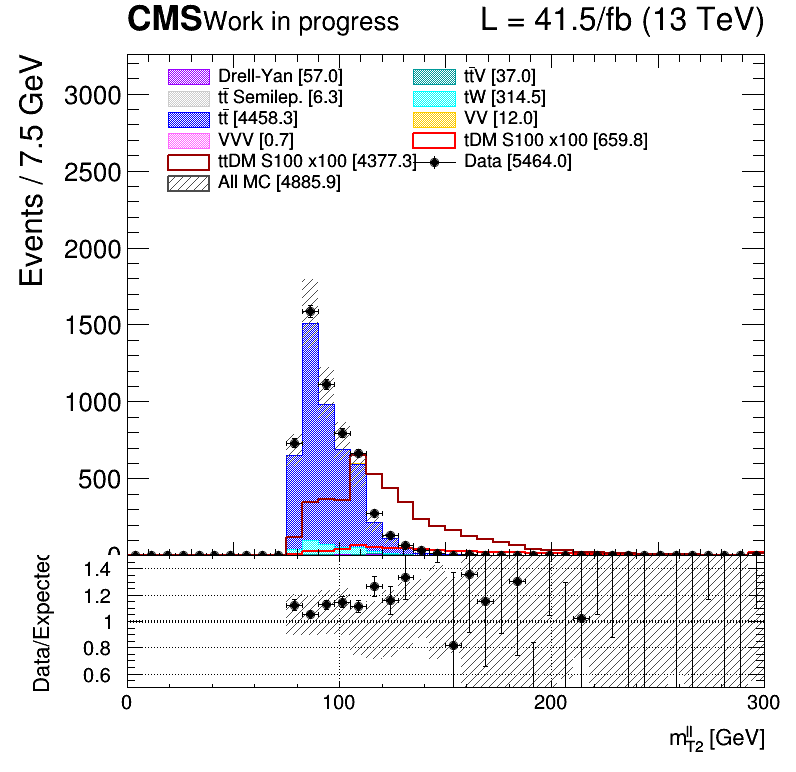 CMS Work in progress L = 41.5/fb (13 TeV)
Drell-Yan [57.0] tt̄V [37.0]
tt̄ Semilep. [6.3] tW [314.5]
tt̄ [4458.3] VV [12.0]
VVV [0.7] tDM S100 x100 [659.8]
ttDM S100 x100 [4377.3] Data [5464.0]
All MC [4885.9]
Events / 7.5 GeV
3000
2500
2000
1500
1000
500
0
Data/Expected
1.4
1.2
1
0.8
0.6
0 100 200 300
m_{T2}^{ll} [GeV]